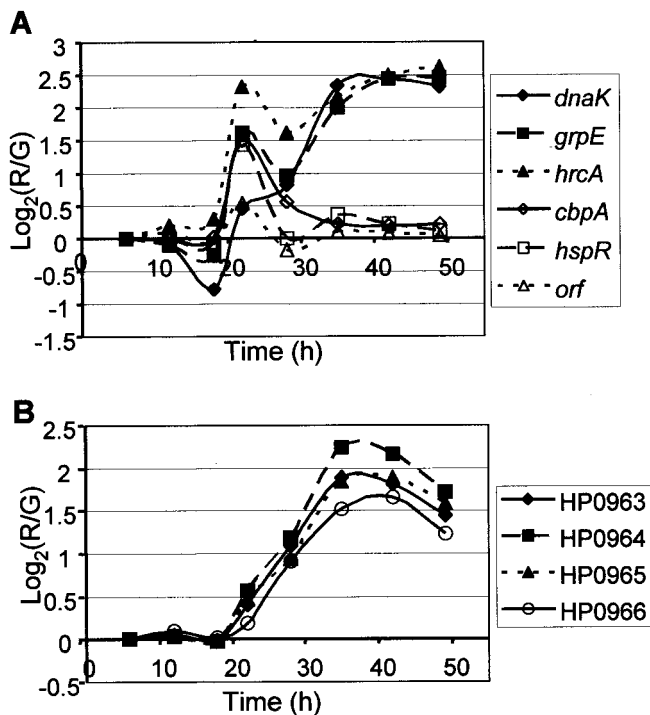 A
Log2(R/G)
3
2.5
2
1.5
1
0.5
0
-0.5
-1
-1.5
0 10 20 30 40 50
Time (h)
dnaK
grpE
hrcA
cbpA
hspR
orf
B
Log2(R/G)
2.5
2
1.5
1
0.5
0
-0.5
0 10 20 30 40 50
Time (h)
HP0963
HP0964
HP0965
HP0966